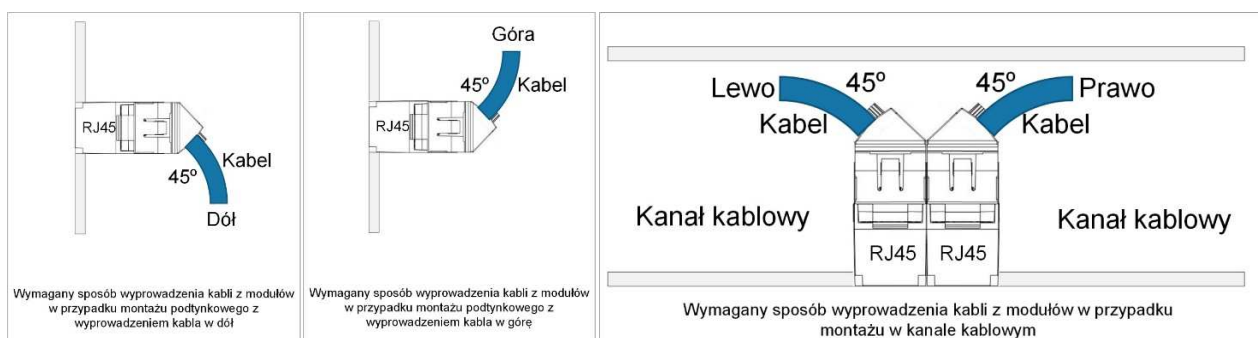 RJ45
45º
Kabel
Dół
Wymagany sposób wyprowadzenia kabli z modułów
w przypadku montażu podtynkowego z
wyprowadzeniem kabla w dół
Góra
45º
Kabel
RJ45
Wymagany sposób wyprowadzenia kabli z modułów
w przypadku montażu podtynkowego z
wyprowadzeniem kabla w górę
Lewo 45º 45º Prawo
Kabel Kabel
Kanał kablowy Kanał kablowy
RJ45 RJ45
Wymagany sposób wyprowadzenia kabli z modułów w przypadku
montażu w kanale kablowym